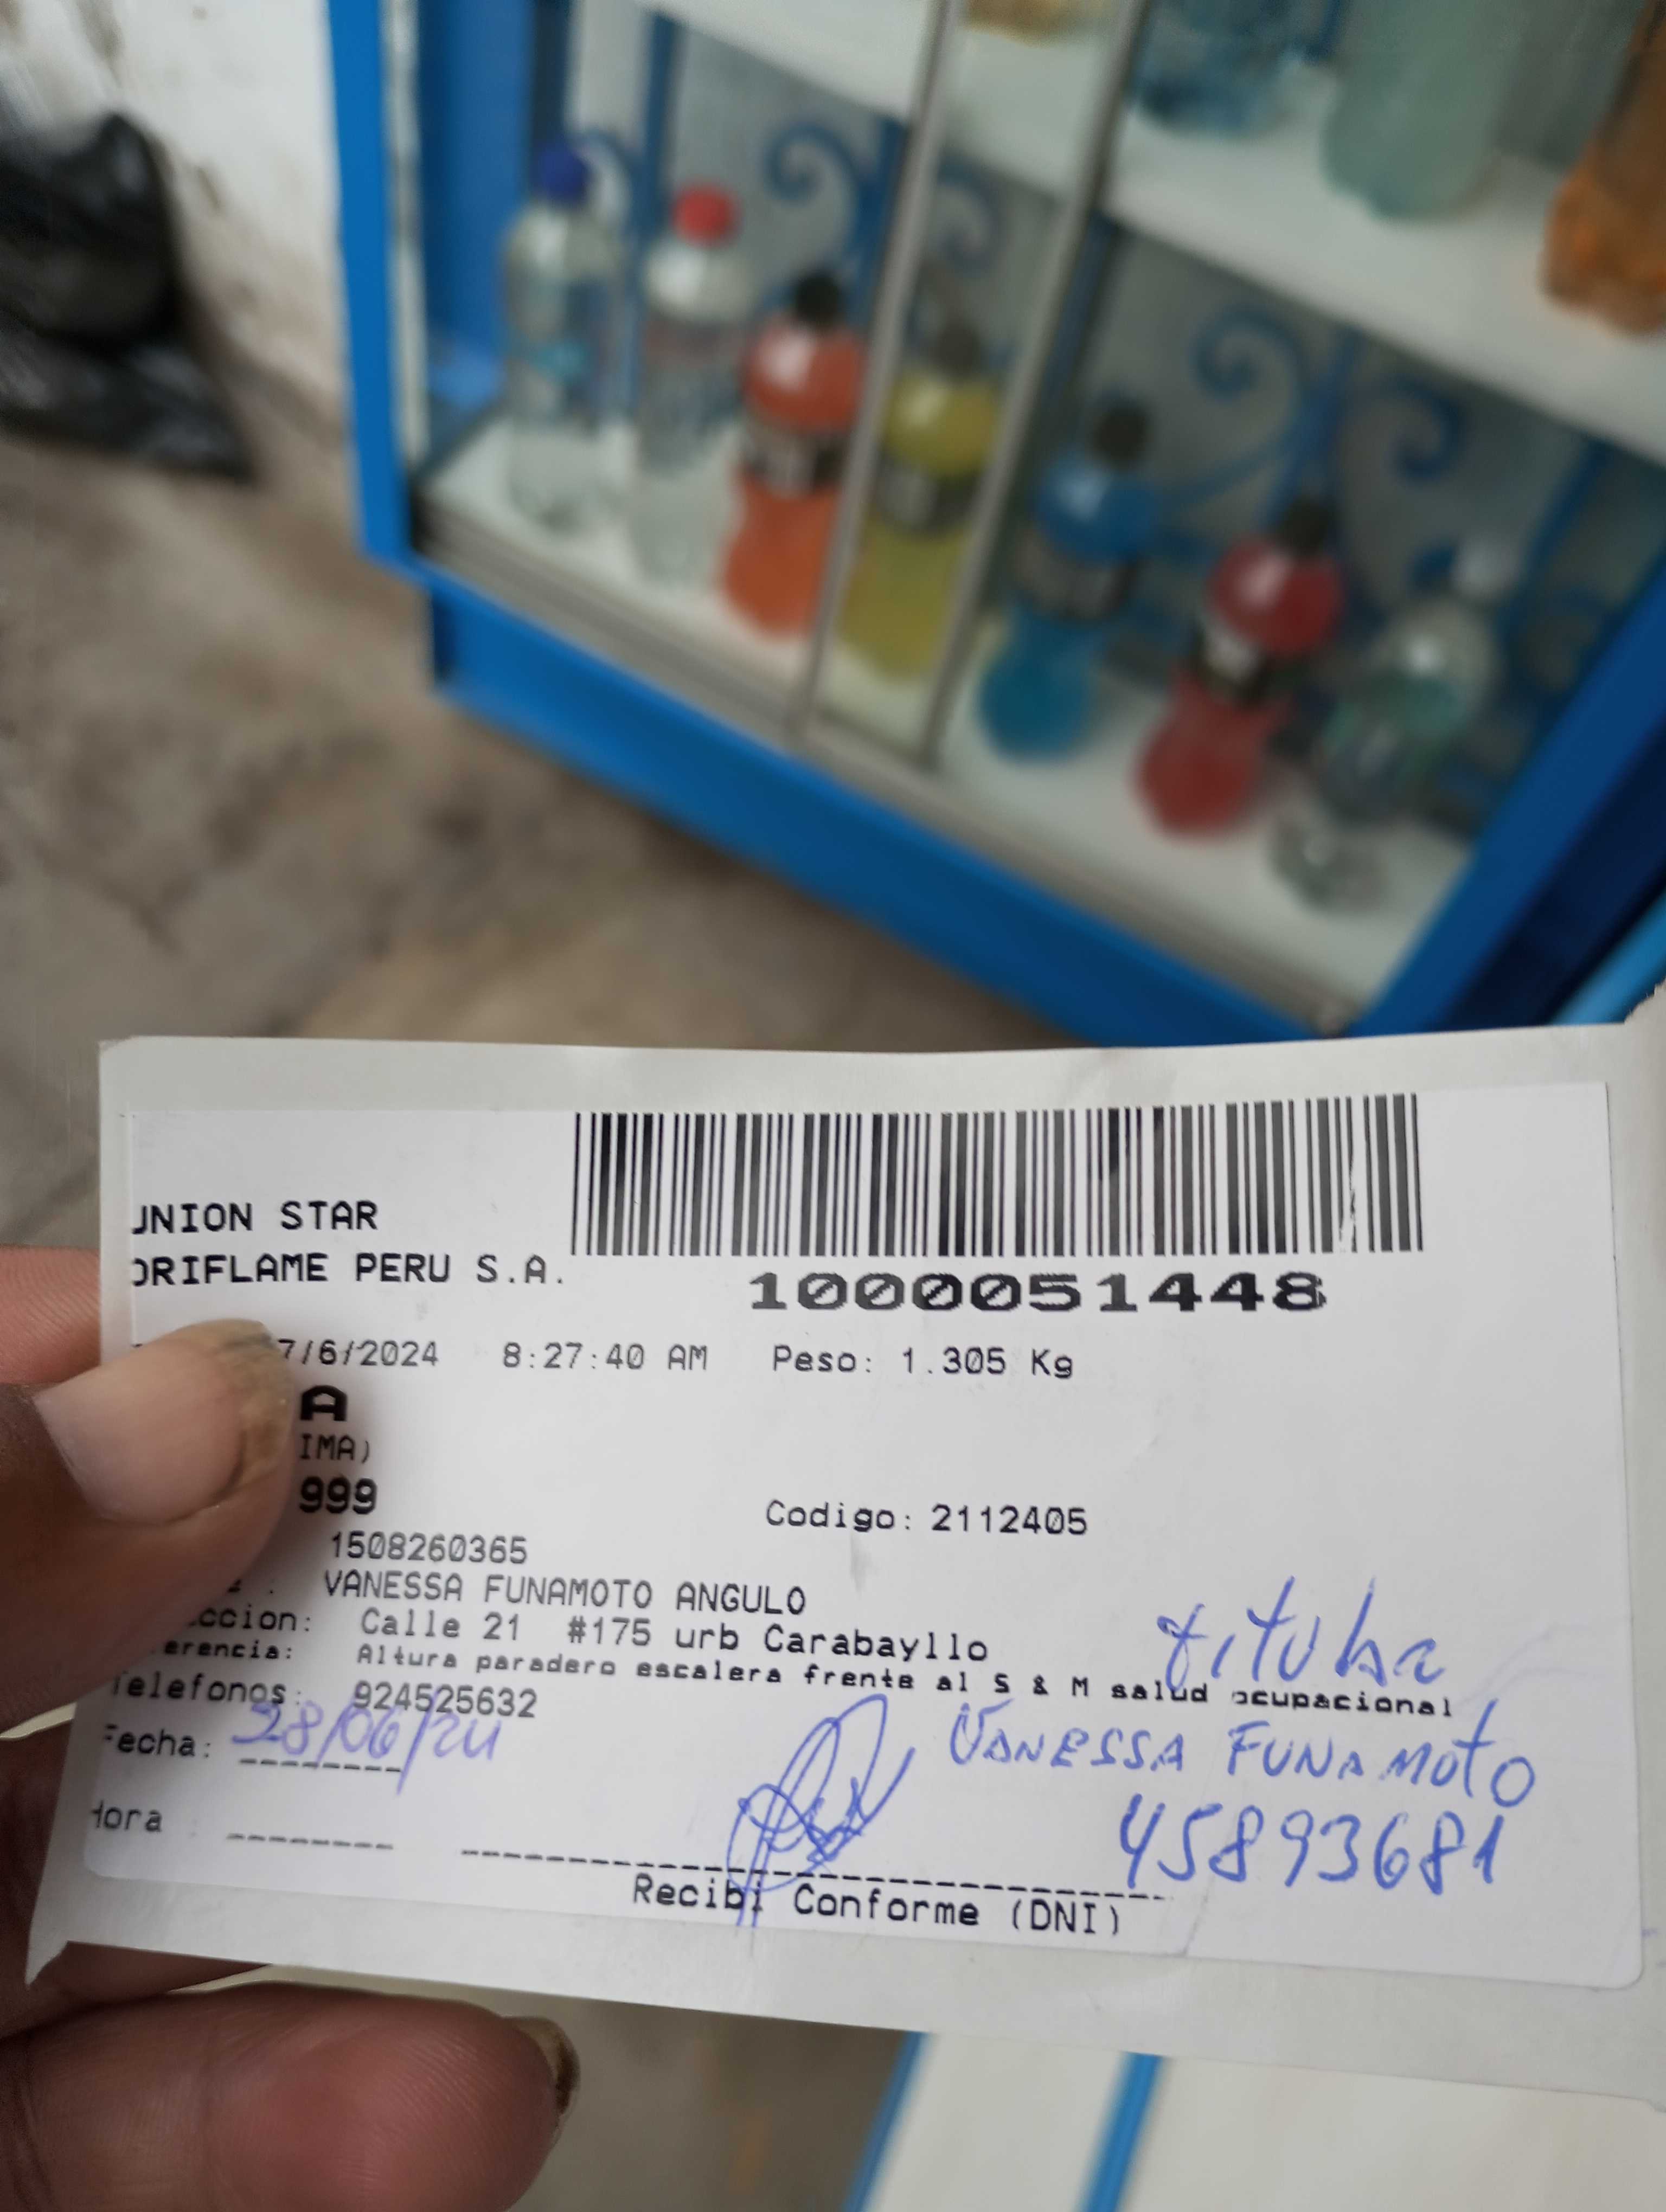 UNION STAR
ORIFLAME PERU S.A.
1000051448
7/6/2024 8:27:40 AM Peso: 1.305 Kg
A
IMA)
999
Codigo: 2112405
1508260365
VANESSA FUNAMOTO ANGULO
ccion: Calle 21 #175 urb Carabayllo
erencia: Altura paradero escalera frente al S & M salud ocupacional
Telefonos: 924525632
Fecha: 28/06/24
Hora
Vanessa Funamoto
45893681
Recibi Conforme (DNI)